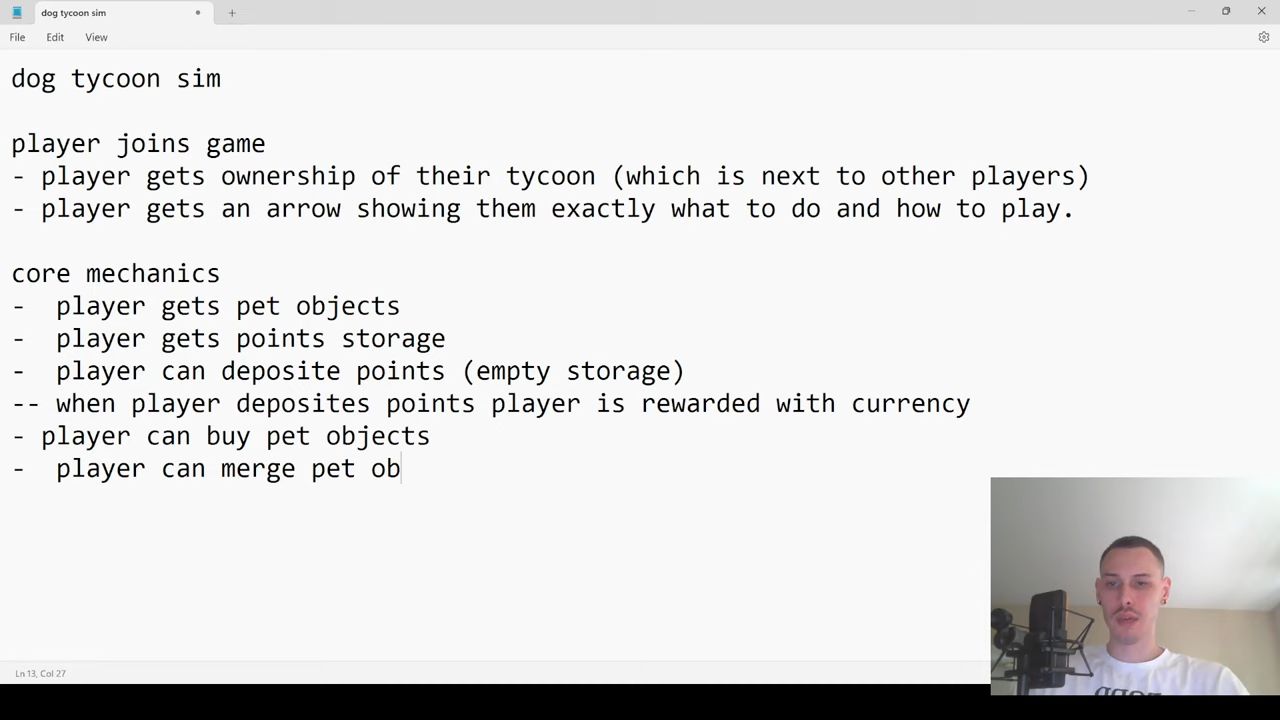 dog tycoon sim
File Edit View
dog tycoon sim
player joins game
- player gets ownership of their tycoon (which is next to other players)
- player gets an arrow showing them exactly what to do and how to play.
core mechanics
-  player gets pet objects
-  player gets points storage
-  player can deposite points (empty storage)
-- when player deposites points player is rewarded with currency
- player can buy pet objects
-  player can merge pet ob
Ln 13, Col 27